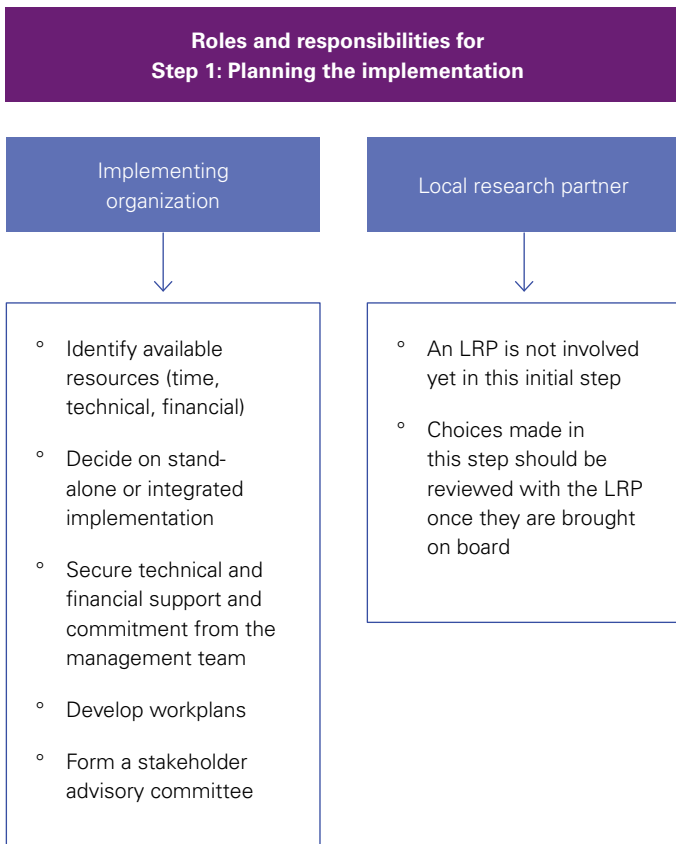 Roles and responsibilities for
Step 1: Planning the implementation
Implementing
organization
° Identify available
resources (time,
technical, financial)
° Decide on stand-
alone or integrated
implementation
° Secure technical and
financial support and
commitment from the
management team
° Develop workplans
° Form a stakeholder
advisory committee
Local research partner
° An LRP is not involved
yet in this initial step
° Choices made in
this step should be
reviewed with the LRP
once they are brought
on board